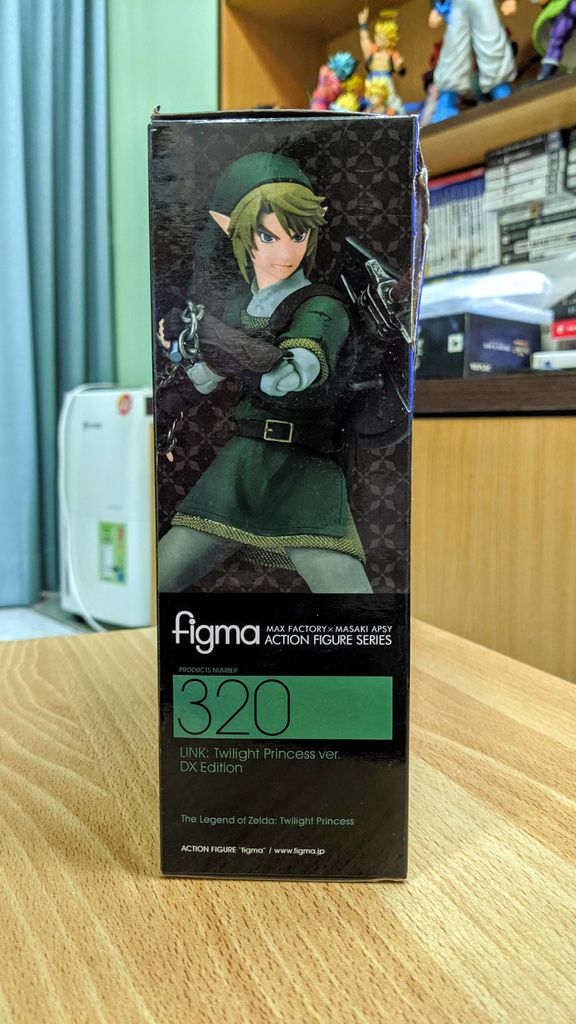 figma
MAX FACTORY × MASAKI APSY
ACTION FIGURE SERIES
PRODUCTS NUMBER
320
LINK: Twilight Princess ver.
DX Edition
The Legend of Zelda: Twilight Princess
ACTION FIGURE "figma" / www.figma.jp